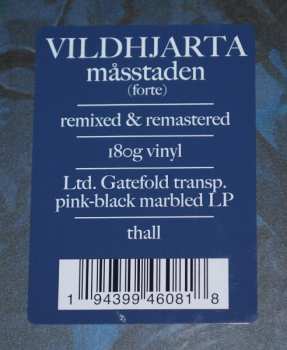 VILDHJARTA
måsstaden
(forte)
remixed & remastered
180g vinyl
Ltd. Gatefold transp.
pink-black marbled LP
thall
1 94399 46081 8